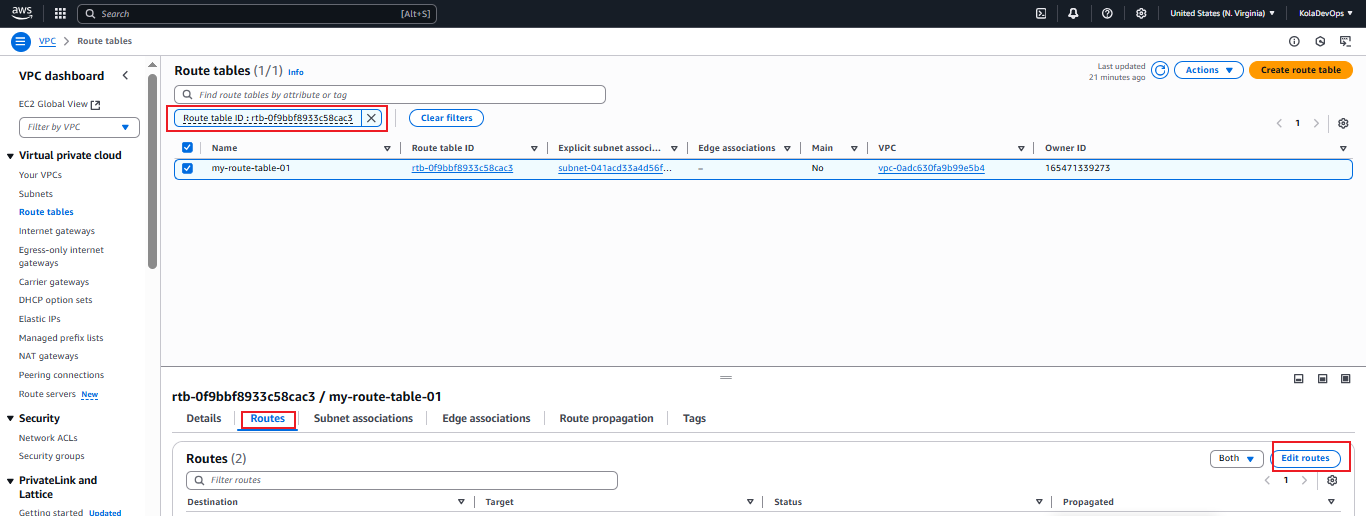 aws
Search [Alt+S] United States (N. Virginia) KolaDevOps
VPC > Route tables
VPC dashboard
EC2 Global View
Filter by VPC
Virtual private cloud
Your VPCs
Subnets
Route tables
Internet gateways
Egress-only internet
gateways
Carrier gateways
DHCP option sets
Elastic IPs
Managed prefix lists
NAT gateways
Peering connections
Route servers New
Security
Network ACLs
Security groups
PrivateLink and
Lattice
Getting started Updated
Route tables (1/1) Info
Last updated
21 minutes ago
Actions
Create route table
Find route tables by attribute or tag
Route table ID : rtb-0f9bbf8933c58cac3
Clear filters
1
Name Route table ID Explicit subnet associ... Edge associations Main VPC Owner ID
my-route-table-01 rtb-0f9bbf8933c58cac3 subnet-041acd33a4d56f... – No vpc-0adc630fa9b99e5b4 165471339273
rtb-0f9bbf8933c58cac3 / my-route-table-01
Details Routes Subnet associations Edge associations Route propagation Tags
Routes (2)
Both Edit routes
Filter routes
1
Destination Target Status Propagated